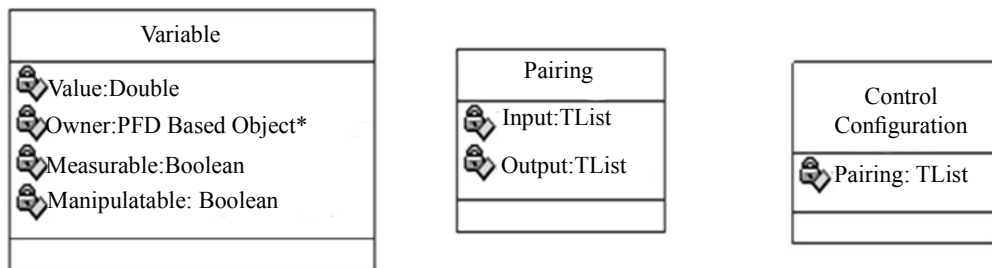 Variable
Value:Double
Owner:PFD Based Object*
Measurable:Boolean
Manipulatable: Boolean
Pairing
Input:TList
Output:TList
Control
Configuration
Pairing: TList